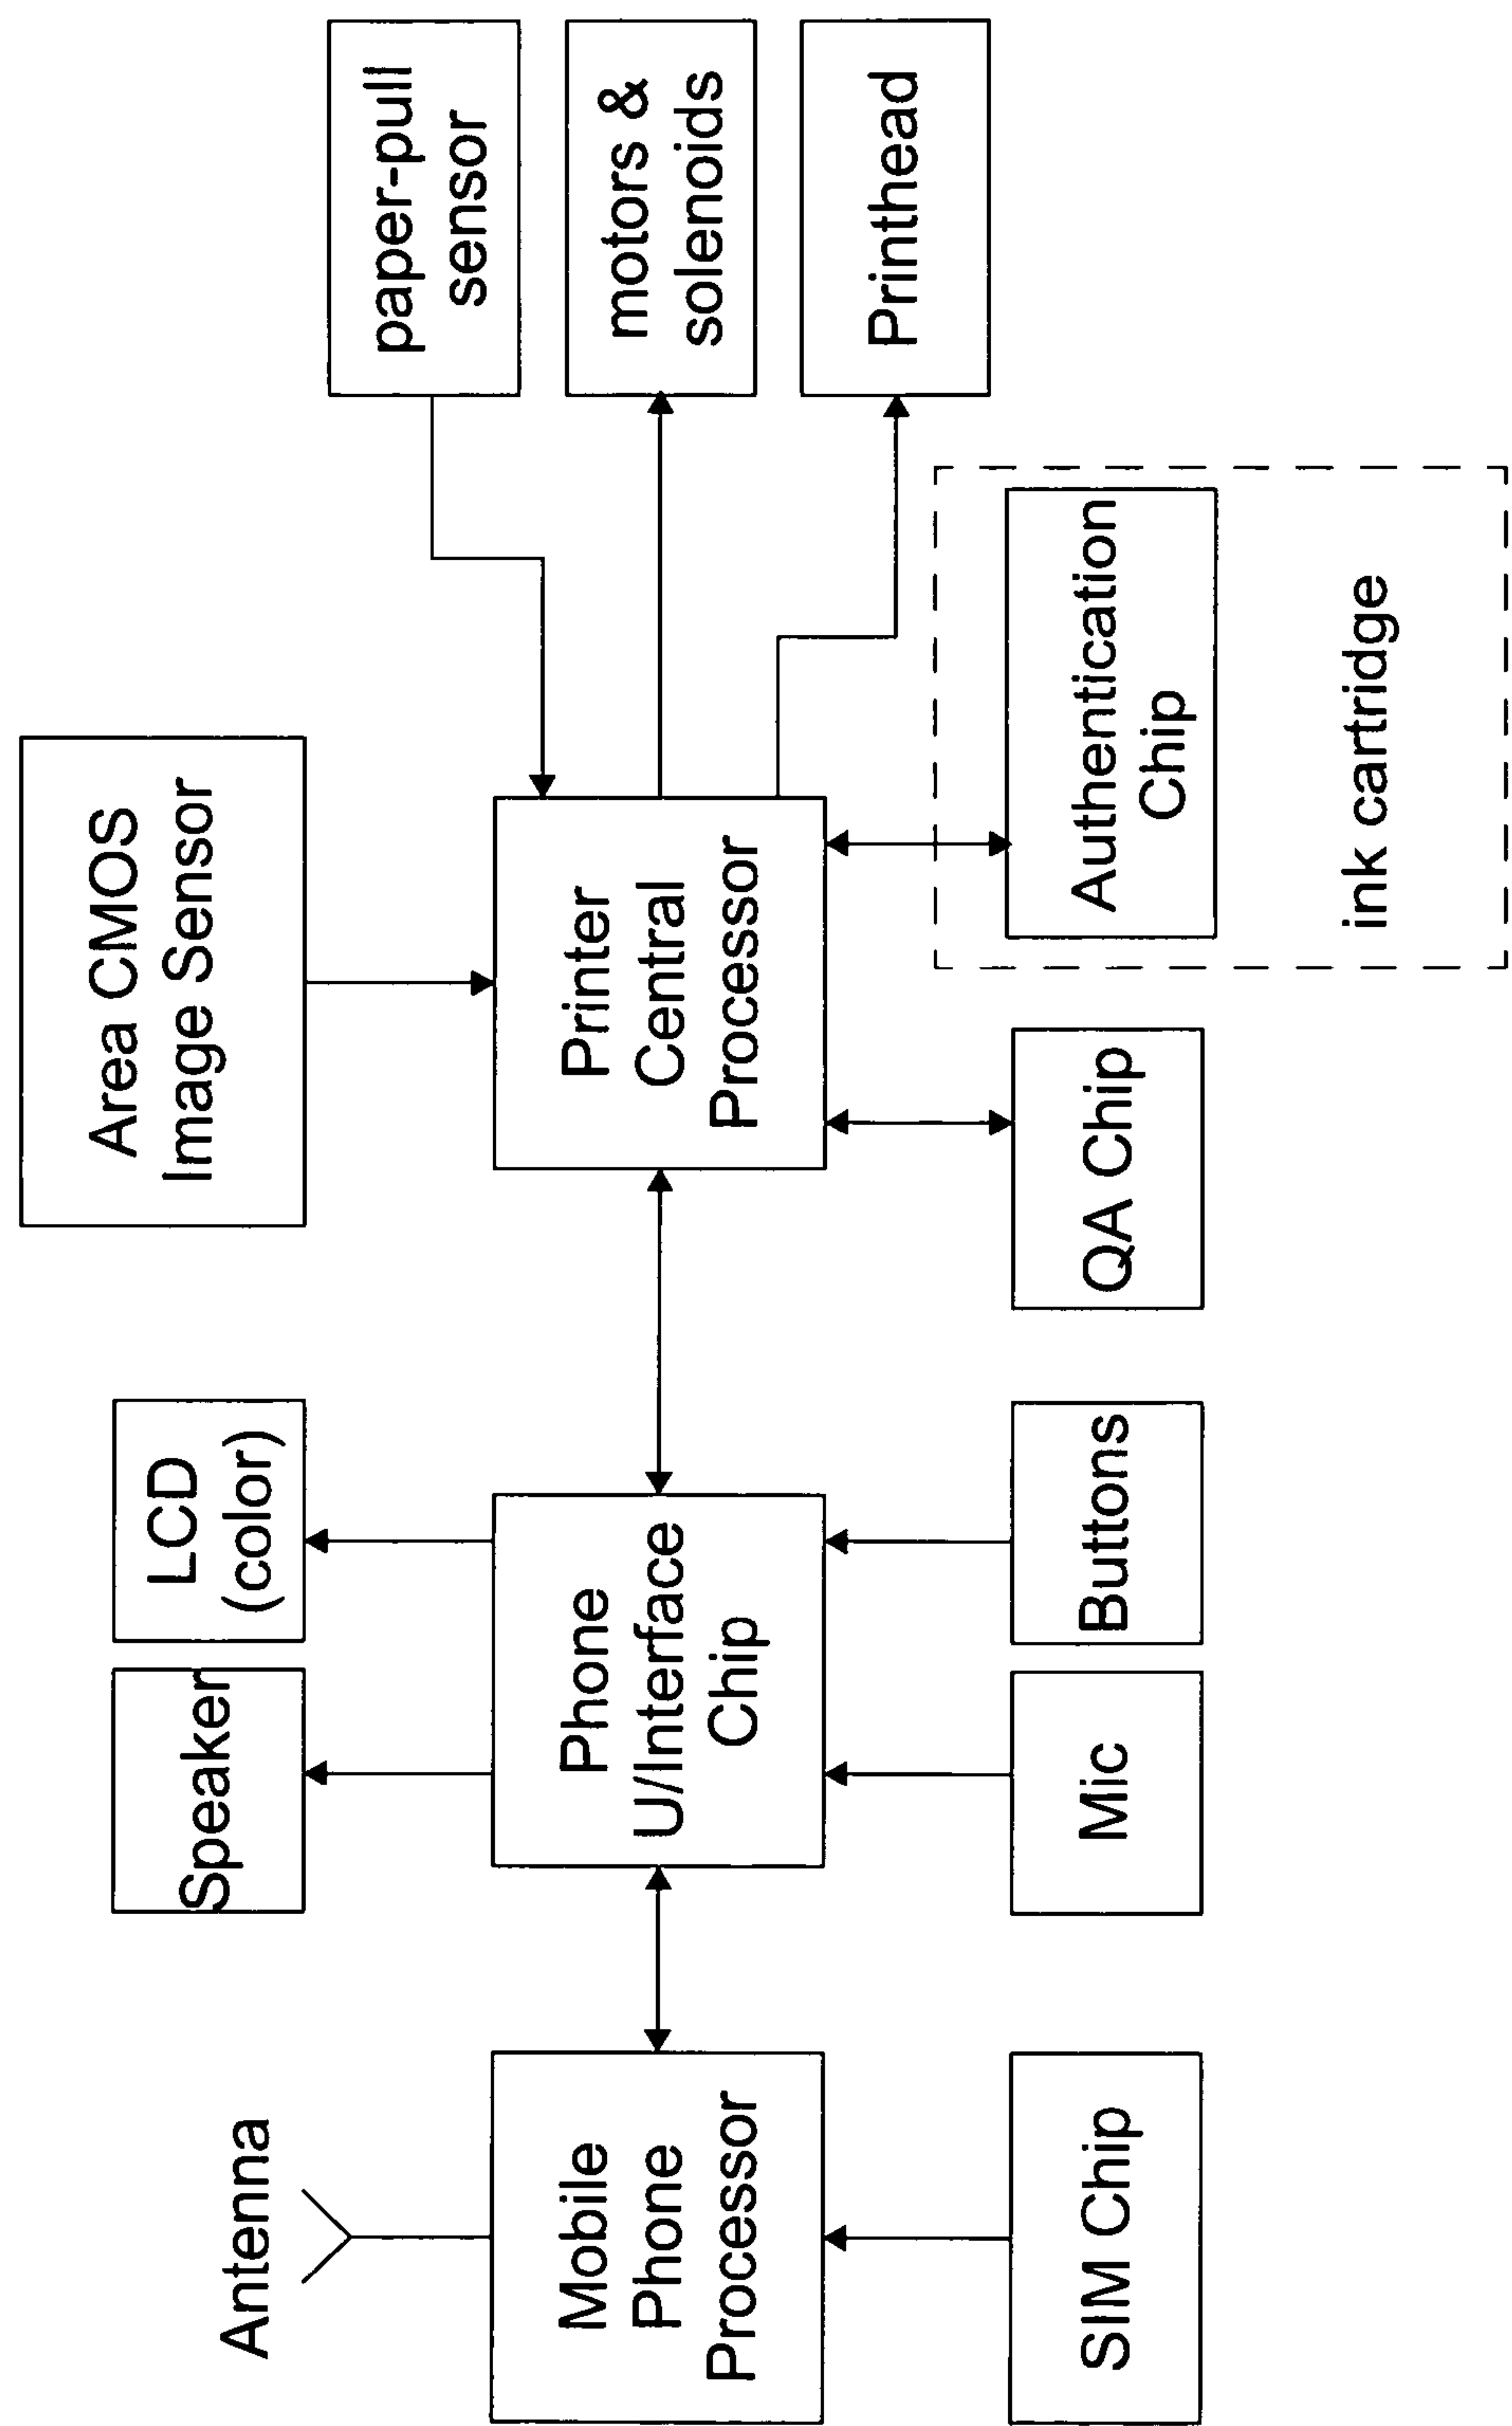 Area CMOS
Image Sensor
paper-pull
sensor
motors &
solenoids
Printhead
LCD
(color)
Speaker
Antenna
Mobile
Phone
Processor
Phone
U/Interface
Chip
Printer
Central
Processor
SIM Chip
Mic
Buttons
QA Chip
Authentication
Chip
ink cartridge